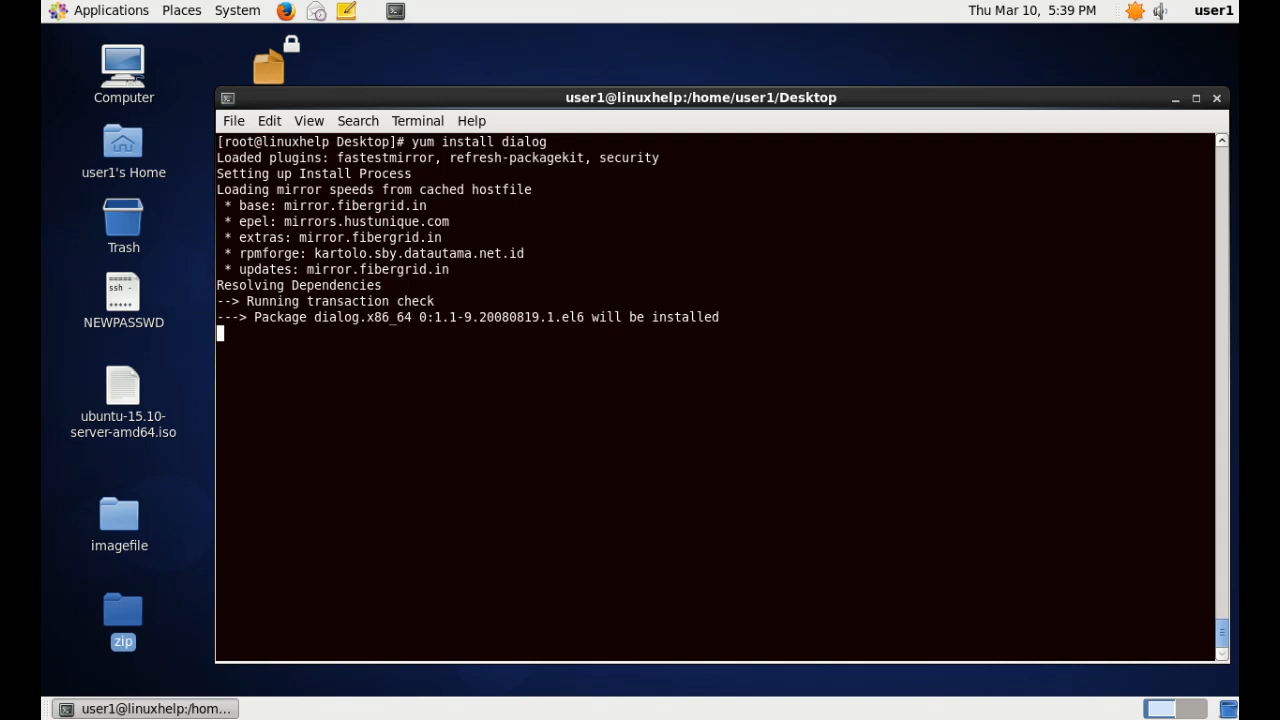 Applications Places System
Thu Mar 10, 5:39 PM
user1
Computer
user1's Home
Trash
ssh -
NEWPASSWD
ubuntu-15.10-
server-amd64.iso
imagefile
zip
user1@linuxhelp:/home/user1/Desktop
File Edit View Search Terminal Help
[root@linuxhelp Desktop]# yum install dialog
Loaded plugins: fastestmirror, refresh-packagekit, security
Setting up Install Process
Loading mirror speeds from cached hostfile
* base: mirror.fibergrid.in
* epel: mirrors.hustunique.com
* extras: mirror.fibergrid.in
* rpmforge: kartolo.sby.datautama.net.id
* updates: mirror.fibergrid.in
Resolving Dependencies
--> Running transaction check
---> Package dialog.x86_64 0:1.1-9.20080819.1.el6 will be installed
user1@linuxhelp:/hom...